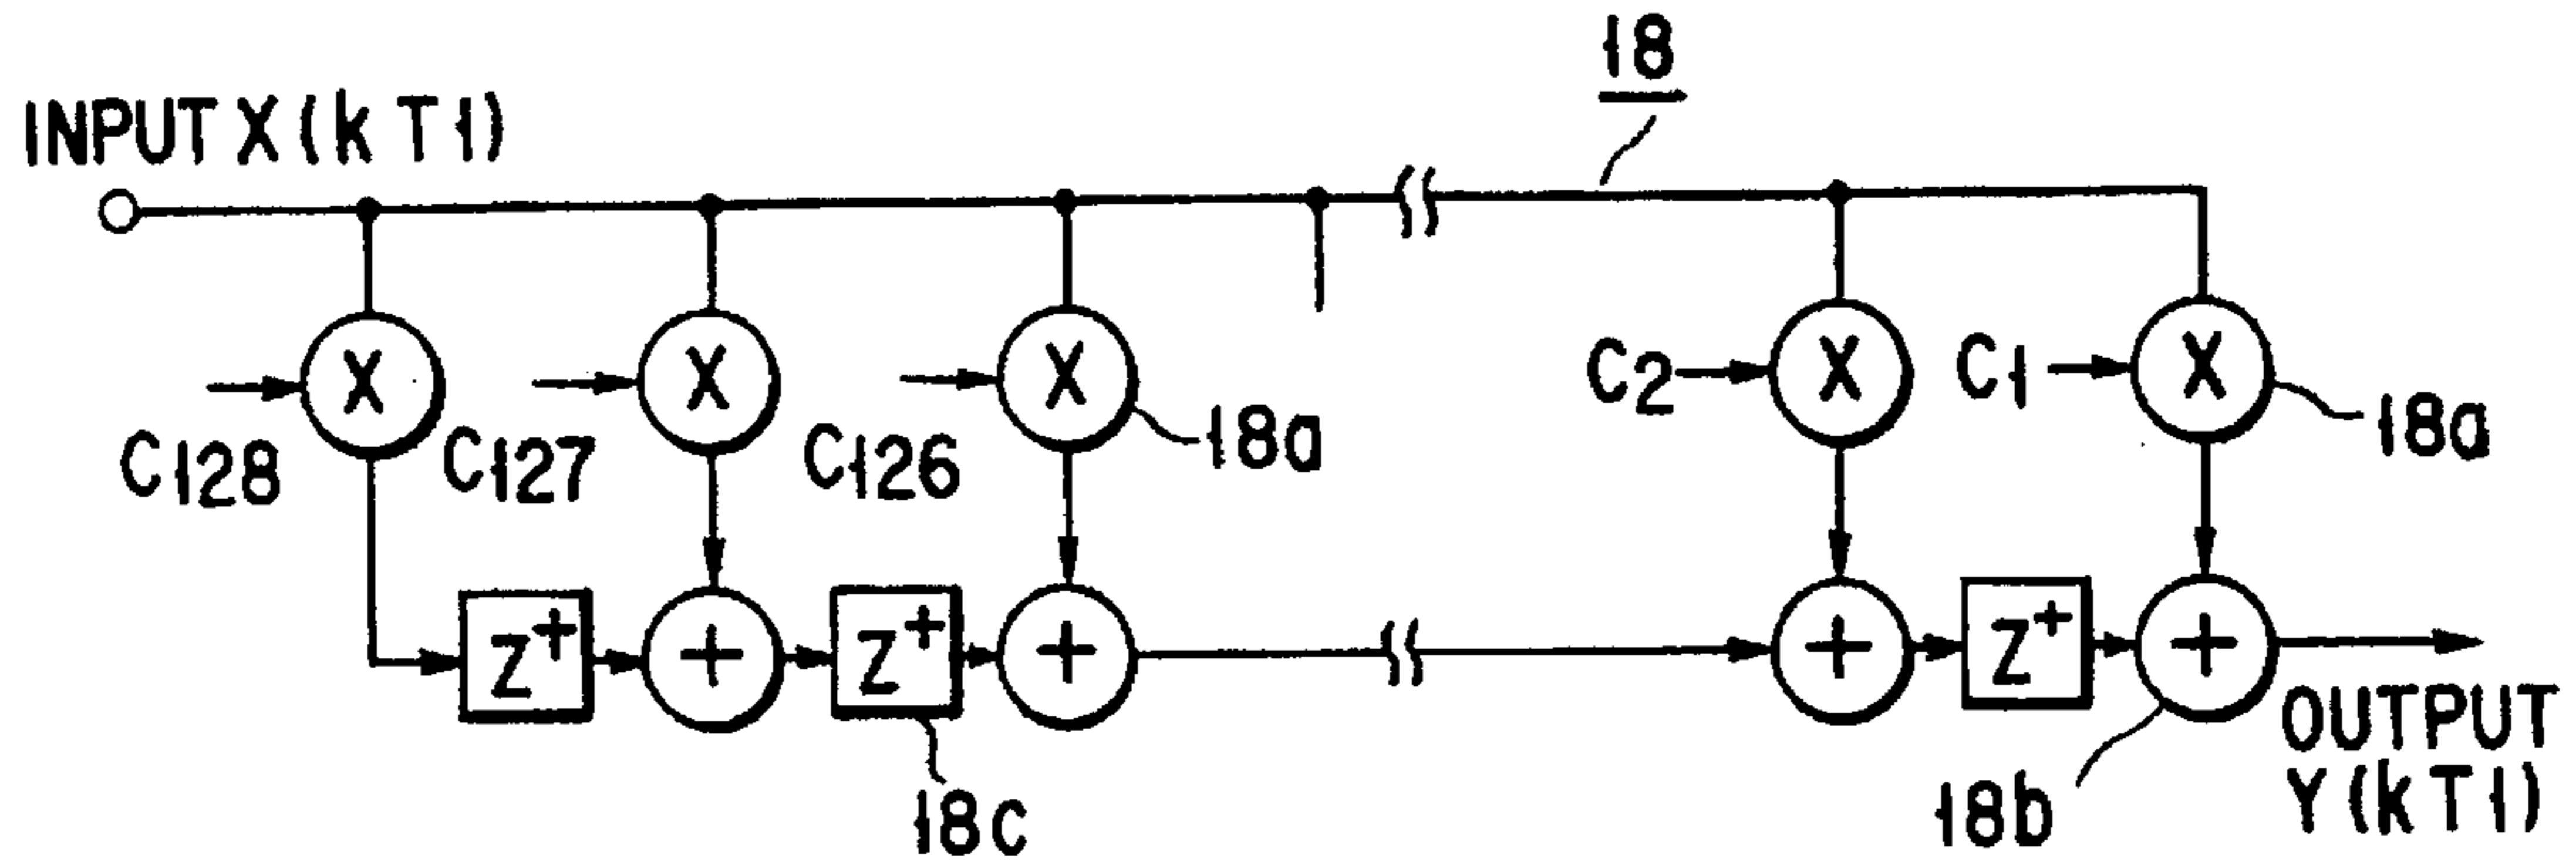 18
INPUT X(kT1)
X X X X X
C2 C1
C128 C127 C126 18a 18a
Z+ + Z+ + + Z+ +
OUTPUT
Y(kT1)
18c 18b